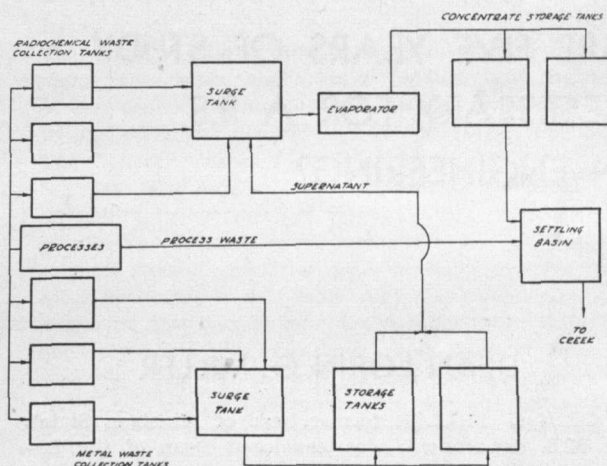 CONCENTRATE STORAGE TANKS
RADIOCHEMICAL WASTE
COLLECTION TANKS
SURGE
TANK
EVAPORATOR
SUPERNATANT
PROCESSES
PROCESS WASTE
SETTLING
BASIN
TO
CREEK
SURGE
TANK
STORAGE
TANKS
METAL WASTE
COLLECTION TANKS